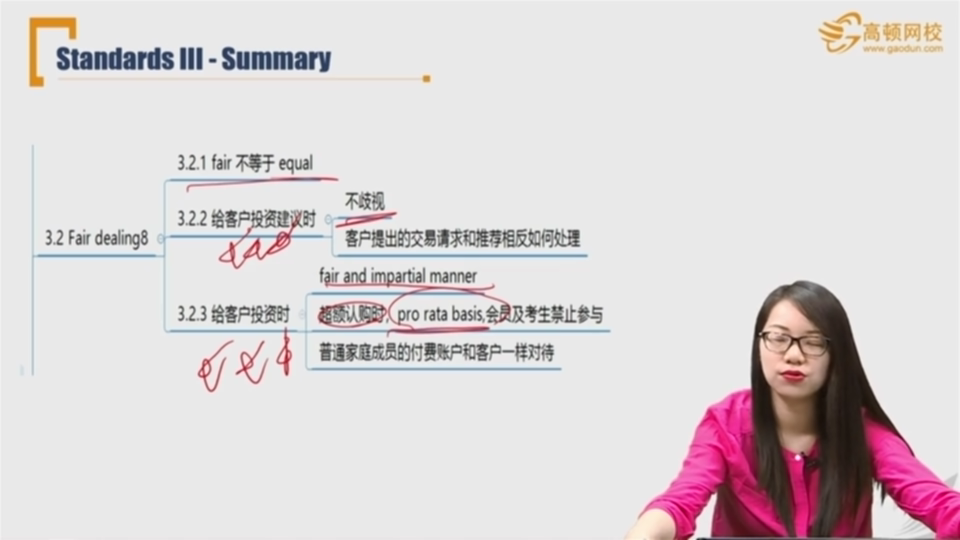 Standards III - Summary
高顿网校
www.gaodun.com
3.2 Fair dealing8
3.2.1 fair 不等于 equal
3.2.2 给客户投资建议时
不歧视
客户提出的交易请求和推荐相反如何处理
3.2.3 给客户投资时
fair and impartial manner
超额认购时，pro rata basis,会员及考生禁止参与
普通家庭成员的付费账户和客户一样对待